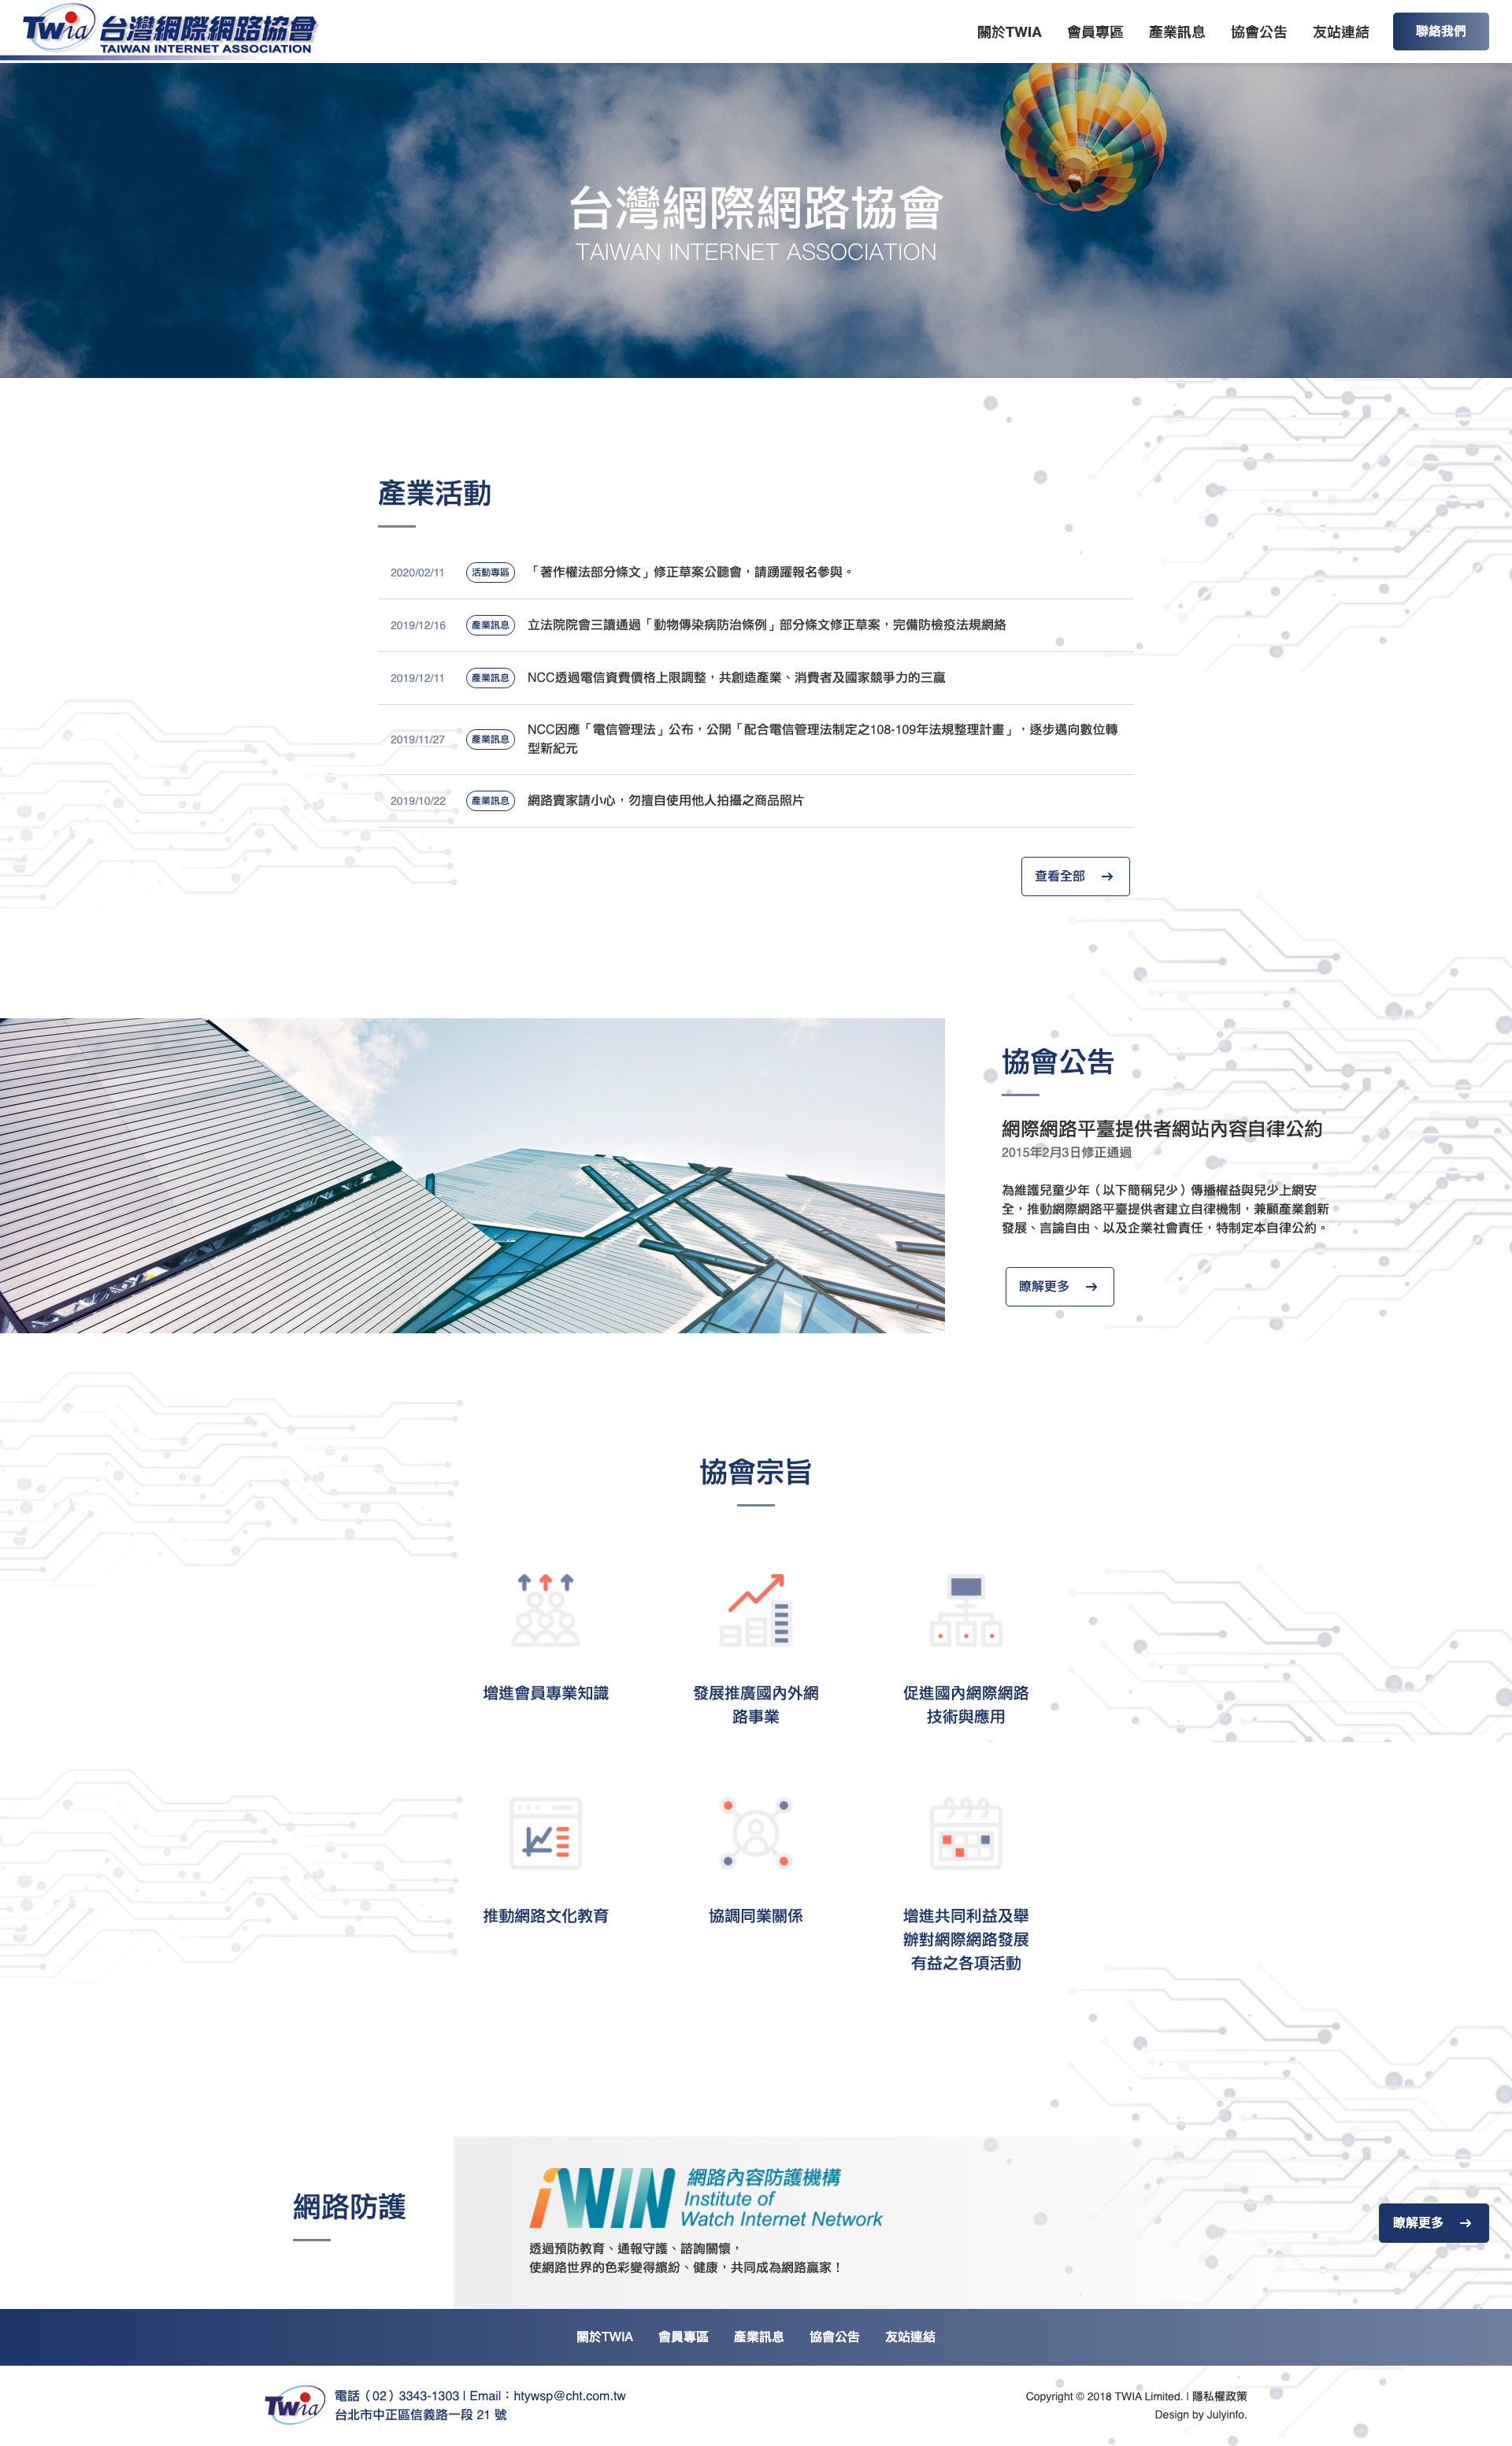 TWia 台灣網際網路協會
TAIWAN INTERNET ASSOCIATION
關於TWIA 會員專區 產業訊息 協會公告 友站連結 聯絡我們
台灣網際網路協會
TAIWAN INTERNET ASSOCIATION
產業活動
2020/02/11 活動專區 「著作權法部分條文」修正草案公聽會，請踴躍報名參與。
2019/12/16 產業訊息 立法院院會三讀通過「動物傳染病防治條例」部分條文修正草案，完備防檢疫法規網絡
2019/12/11 產業訊息 NCC透過電信資費價格上限調整，共創造產業、消費者及國家競爭力的三贏
2019/11/27 產業訊息 NCC因應「電信管理法」公布，公開「配合電信管理法制定之108-109年法規整理計畫」，逐步邁向數位轉
型新紀元
2019/10/22 產業訊息 網路賣家請小心，勿擅自使用他人拍攝之商品照片
查看全部 →
協會公告
網際網路平臺提供者網站內容自律公約
2015年2月3日修正通過
為維護兒童少年（以下簡稱兒少）傳播權益與兒少上網安
全，推動網際網路平臺提供者建立自律機制，兼顧產業創新
發展、言論自由、以及企業社會責任，特制定本自律公約。
瞭解更多 →
協會宗旨
增進會員專業知識
發展推廣國內外網
路事業
促進國內網際網路
技術與應用
推動網路文化教育
協調同業關係
增進共同利益及舉
辦對網際網路發展
有益之各項活動
網路防護
iWIN 網路內容防護機構
Institute of
Watch Internet Network
透過預防教育、通報守護、諮詢關懷，
使網路世界的色彩變得繽紛、健康，共同成為網路贏家！
瞭解更多 →
關於TWIA 會員專區 產業訊息 協會公告 友站連結
TWia
電話（02）3343-1303 | Email：htywsp@cht.com.tw
台北市中正區信義路一段 21 號
Copyright © 2018 TWIA Limited. | 隱私權政策
Design by Julyinfo.